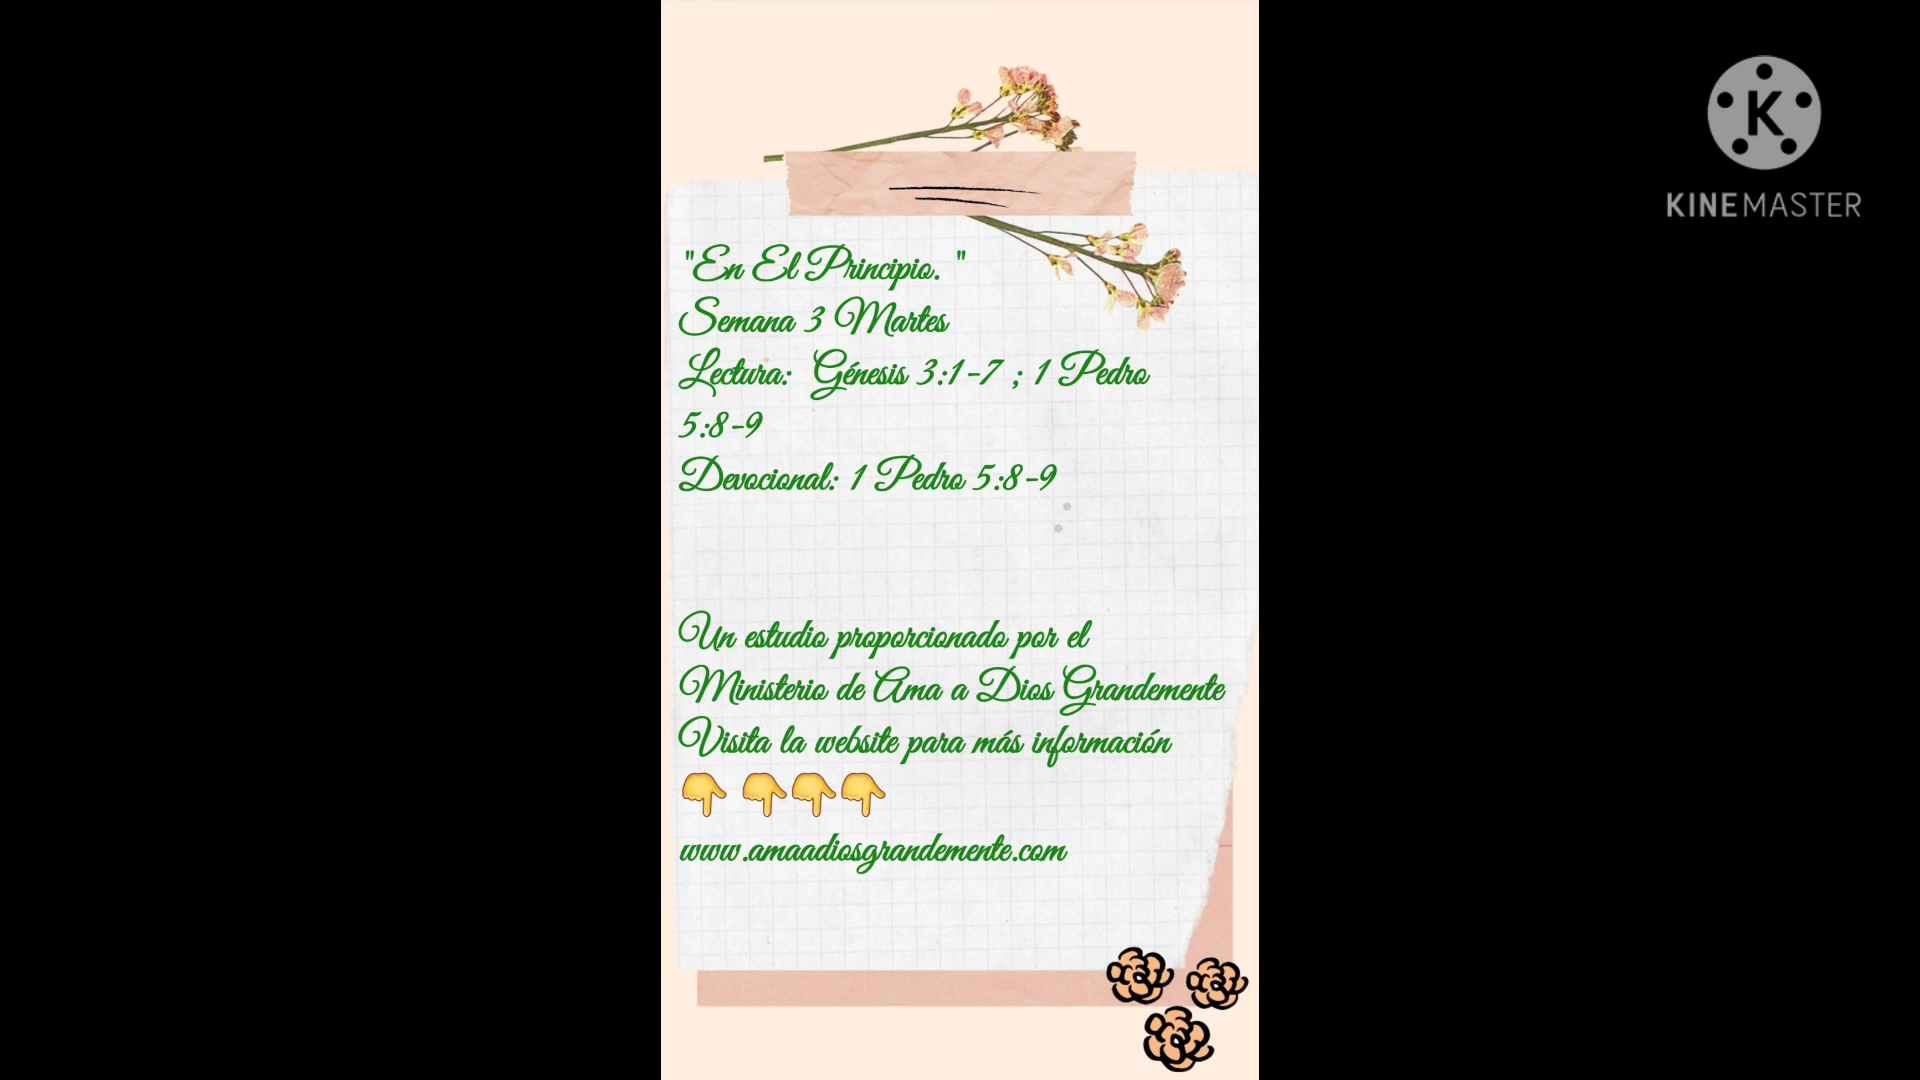 "En El Principio. "
Semana 3 Martes
Lectura:  Génesis 3:1-7 ; 1 Pedro
5:8-9
Devocional: 1 Pedro 5:8-9
Un estudio proporcionado por el
Ministerio de Ama a Dios Grandemente
Visita la website para más información
👇 👇👇👇
www.amaadiosgrandemente.com
K
KINEMASTER